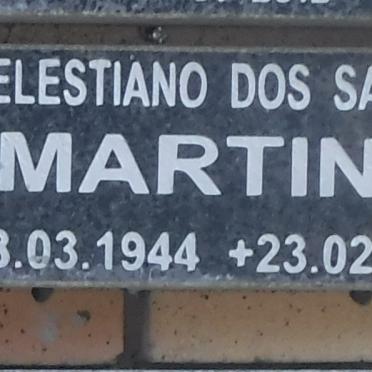 ELESTIANO DOS SA
MARTIN
3.03.1944 +23.02